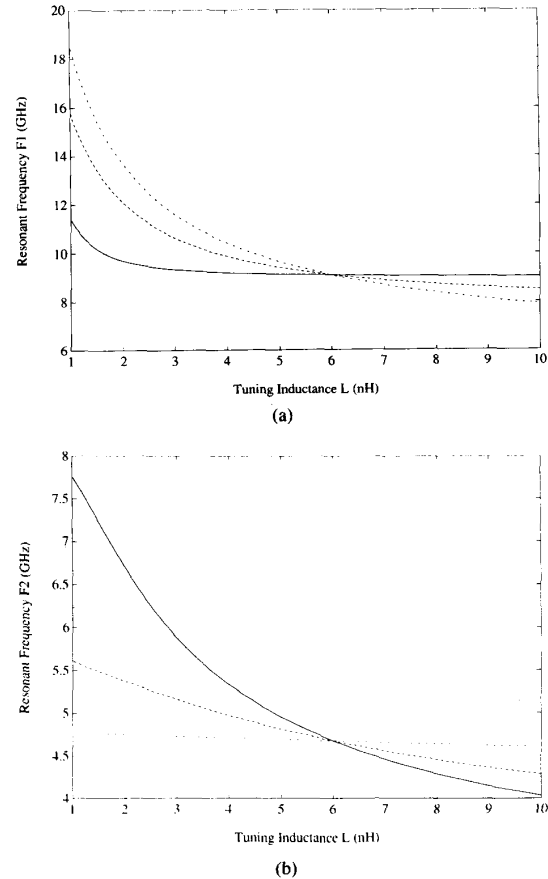 20
18
16
14
12
10
8
6
Resonant Frequency F1 (GHz)
1 2 3 4 5 6 7 8 9 10
Tuning Inductance L (nH)
(a)
8
7.5
7
6.5
6
5.5
5
4.5
4
Resonant Frequency F2 (GHz)
1 2 3 4 5 6 7 8 9 10
Tuning Inductance L (nH)
(b)